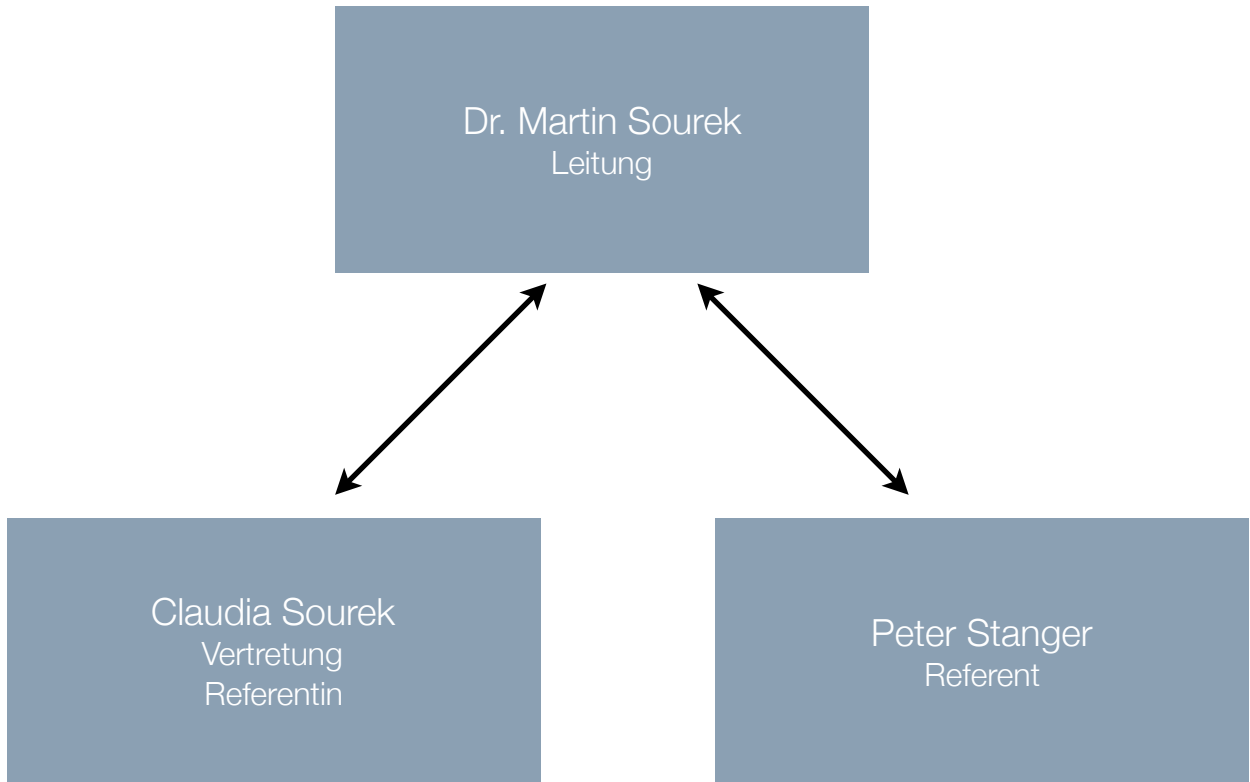 Dr. Martin Sourek
Leitung
Claudia Sourek
Vertretung
Referentin
Peter Stanger
Referent